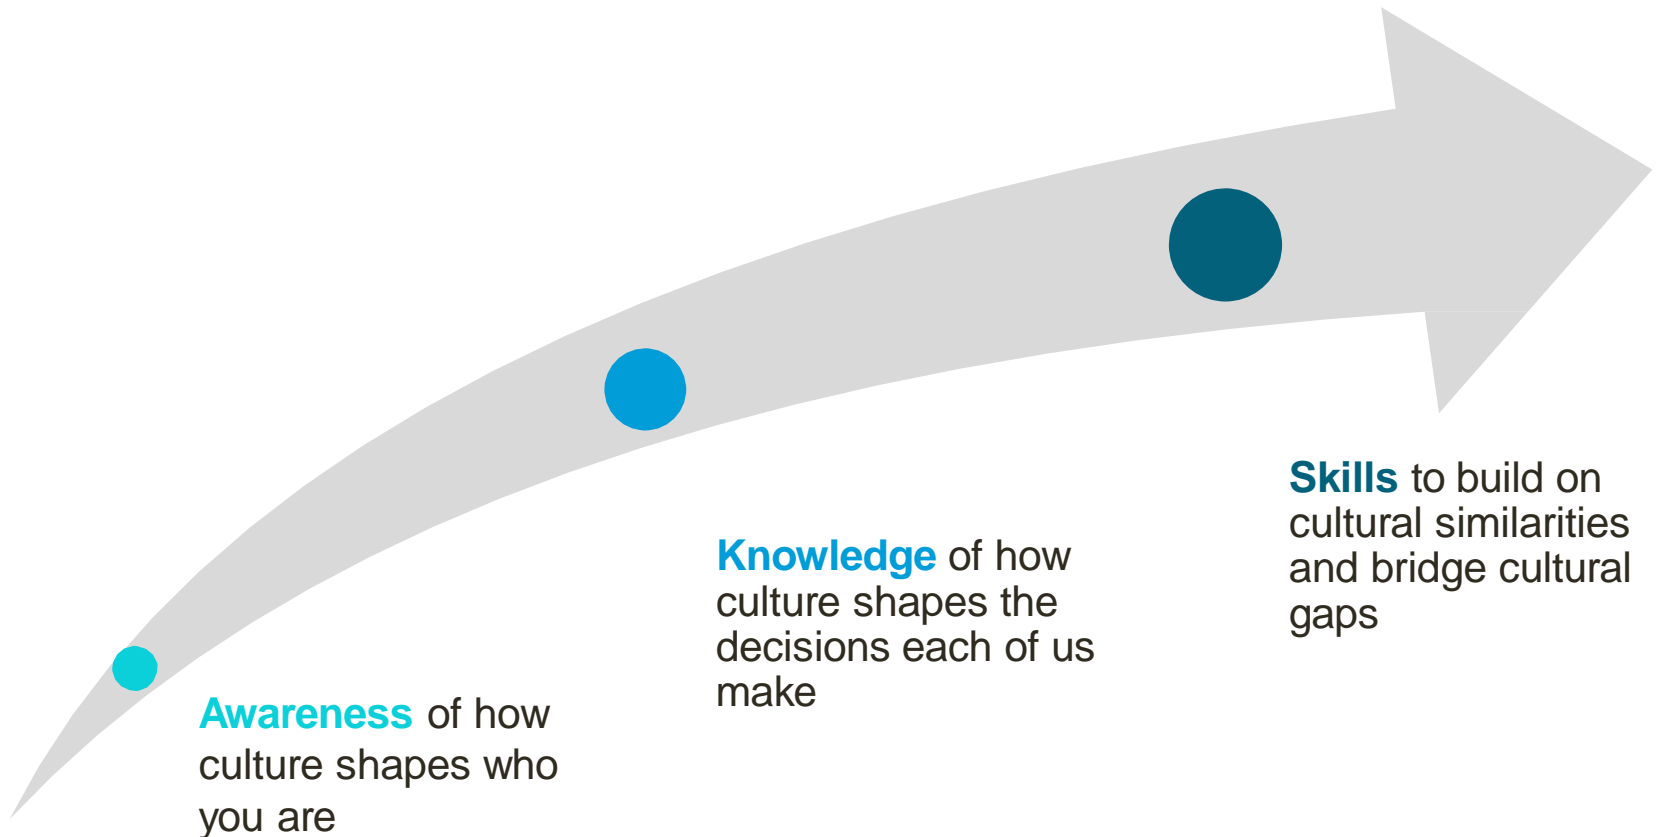 Awareness of how
culture shapes who
you are
Knowledge of how
culture shapes the
decisions each of us
make
Skills to build on
cultural similarities
and bridge cultural
gaps